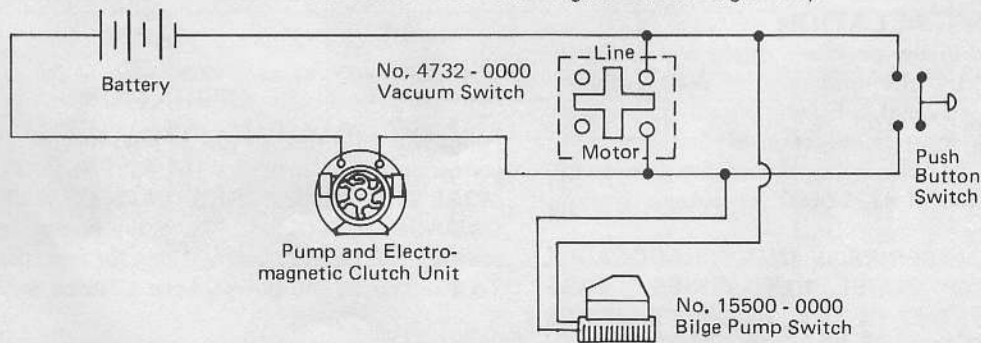 Line
No. 4732 - 0000
Vacuum Switch
Battery
Motor
Push
Button
Switch
Pump and Electro-
magnetic Clutch Unit
No. 15500 - 0000
Bilge Pump Switch